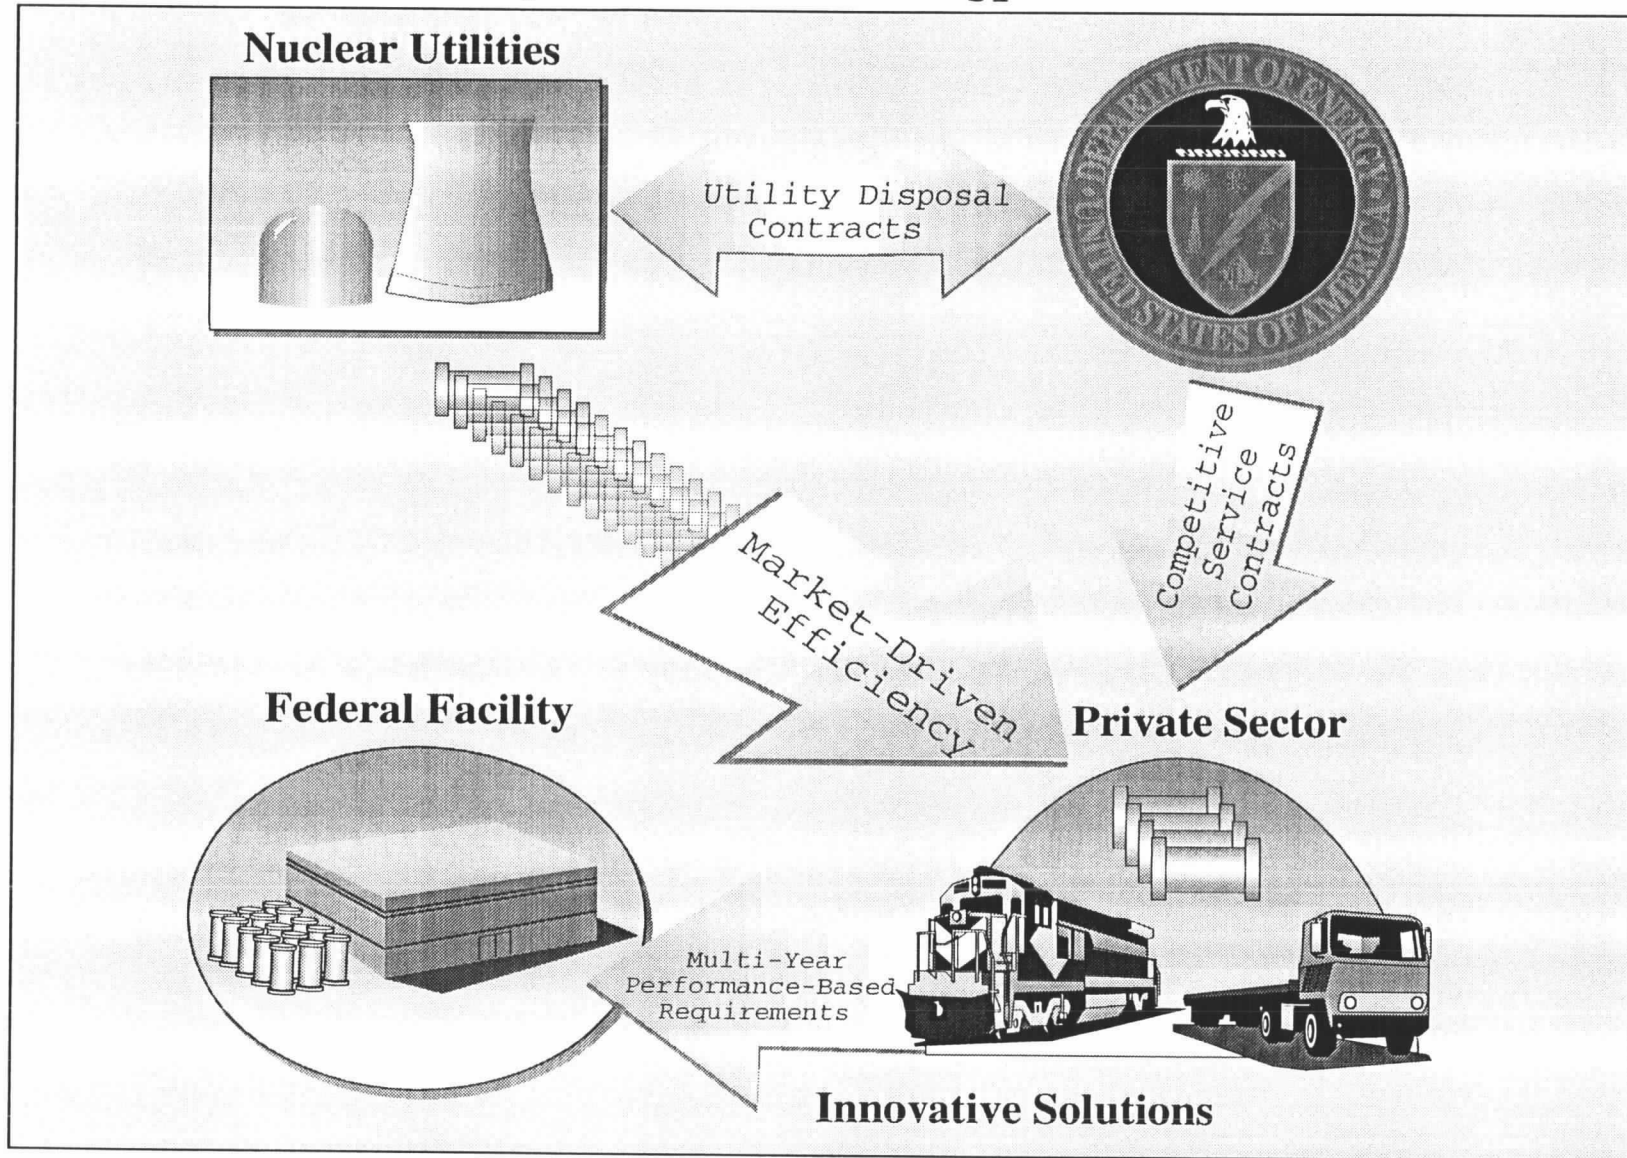 Nuclear Utilities
DEPARTMENT OF ENERGY
UNITED STATES OF AMERICA
Utility Disposal
Contracts
Competitive
Service
Contracts
Market-Driven
Efficiency
Federal Facility
Private Sector
Multi-Year
Performance-Based
Requirements
Innovative Solutions